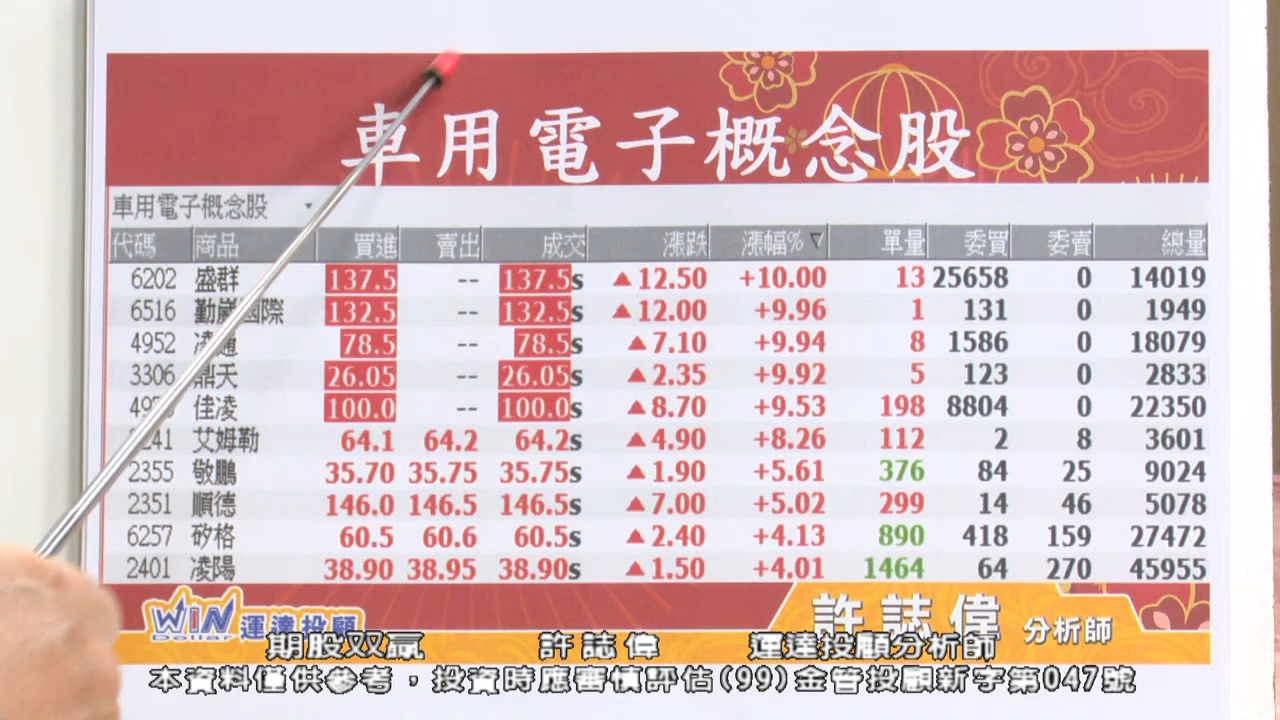 車用電子概念股
車用電子概念股
代碼 商品 買進 賣出 成交 漲跌 漲幅%▽ 單量 委買 委賣 總量
6202 盛群 137.5 -- 137.5s ▲12.50 +10.00 13 25658 0 14019
6516 勤崴國際 132.5 -- 132.5s ▲12.00 +9.96 1 131 0 1949
4952 凌通 78.5 -- 78.5s ▲7.10 +9.94 8 1586 0 18079
3306 鼎天 26.05 -- 26.05s ▲2.35 +9.92 5 123 0 2833
佳凌 100.0 -- 100.0s ▲8.70 +9.53 198 8804 0 22350
艾姆勒 64.1 64.2 64.2s ▲4.90 +8.26 112 2 8 3601
2355 敬鵬 35.70 35.75 35.75s ▲1.90 +5.61 376 84 25 9024
2351 順德 146.0 146.5 146.5s ▲7.00 +5.02 299 14 46 5078
6257 矽格 60.5 60.6 60.5s ▲2.40 +4.13 890 418 159 27472
2401 凌陽 38.90 38.95 38.90s ▲1.50 +4.01 1464 64 270 45955
WIN Dollar 運達投顧
許誌偉 分析師
期股双贏 許誌偉 運達投顧分析師
本資料僅供參考，投資時應審慎評估(99)金管投顧新字第047號